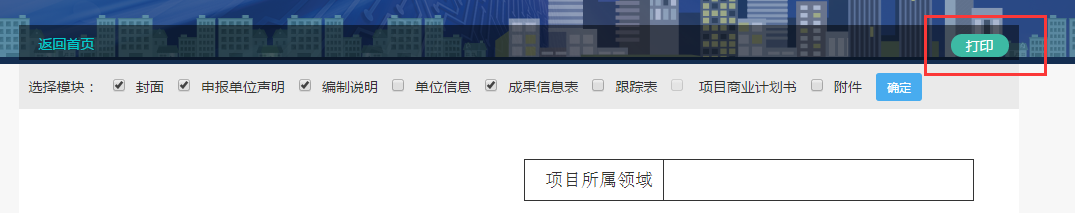 返回首页 打印
选择模块： 封面 申报单位声明 编制说明 单位信息 成果信息表 跟踪表 项目商业计划书 附件 确定
项目所属领域